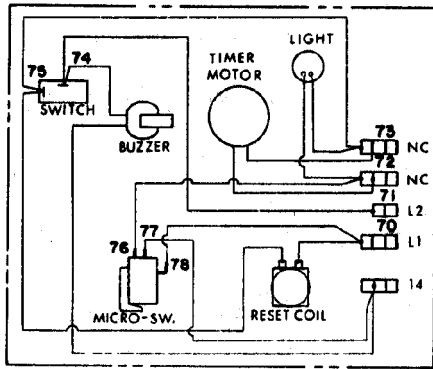 LIGHT
TIMER
MOTOR
75
74
SWITCH
BUZZER
73
NC
72
NC
71
L2
70
L1
76
77
78
14
MICRO-SW.
RESET COIL